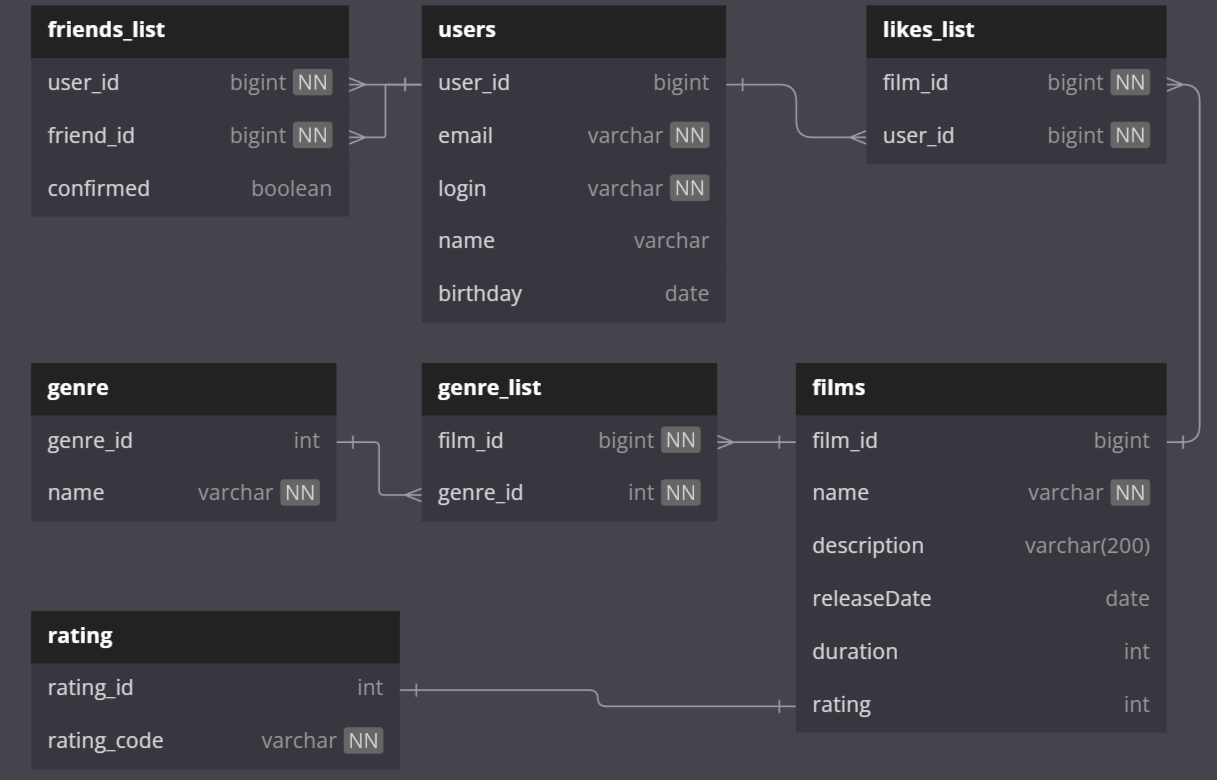 friends_list
user_id bigint NN
friend_id bigint NN
confirmed boolean
users
user_id bigint
email varchar NN
login varchar NN
name varchar
birthday date
likes_list
film_id bigint NN
user_id bigint NN
genre
genre_id int
name varchar NN
genre_list
film_id bigint NN
genre_id int NN
films
film_id bigint
name varchar NN
description varchar(200)
releaseDate date
duration int
rating int
rating
rating_id int
rating_code varchar NN